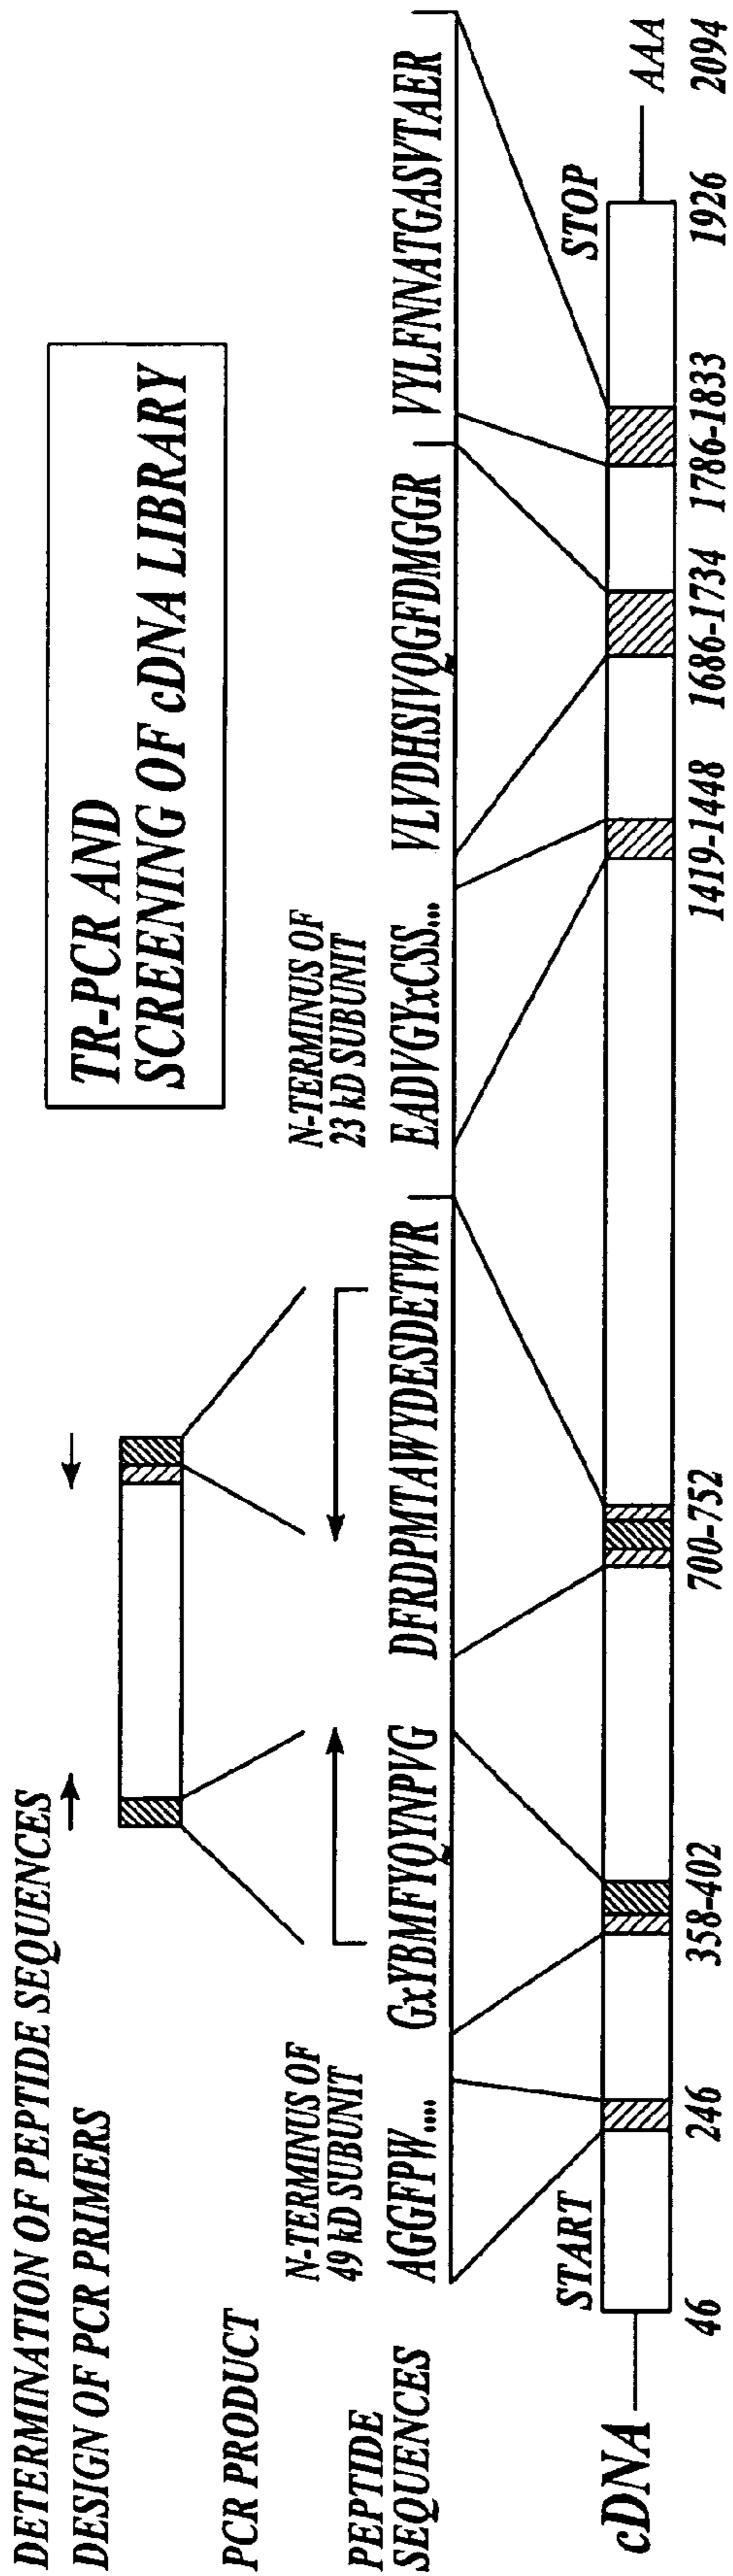 DETERMINATION OF PEPTIDE SEQUENCES
DESIGN OF PCR PRIMERS
TR-PCR AND
SCREENING OF cDNA LIBRARY
PCR PRODUCT
N-TERMINUS OF
49 kD SUBUNIT
N-TERMINUS OF
23 kD SUBUNIT
PEPTIDE
SEQUENCES
AGGFPW.... GxYBMFYQYNPVG DFRDPMTAWYDESDETWR EADVGYxCSS... VLVDHSIVQGFDMGGR VYLFNNATGASVTAER
START STOP
cDNA AAA
46 246 358-402 700-752 1419-1448 1686-1734 1786-1833 1926 2094